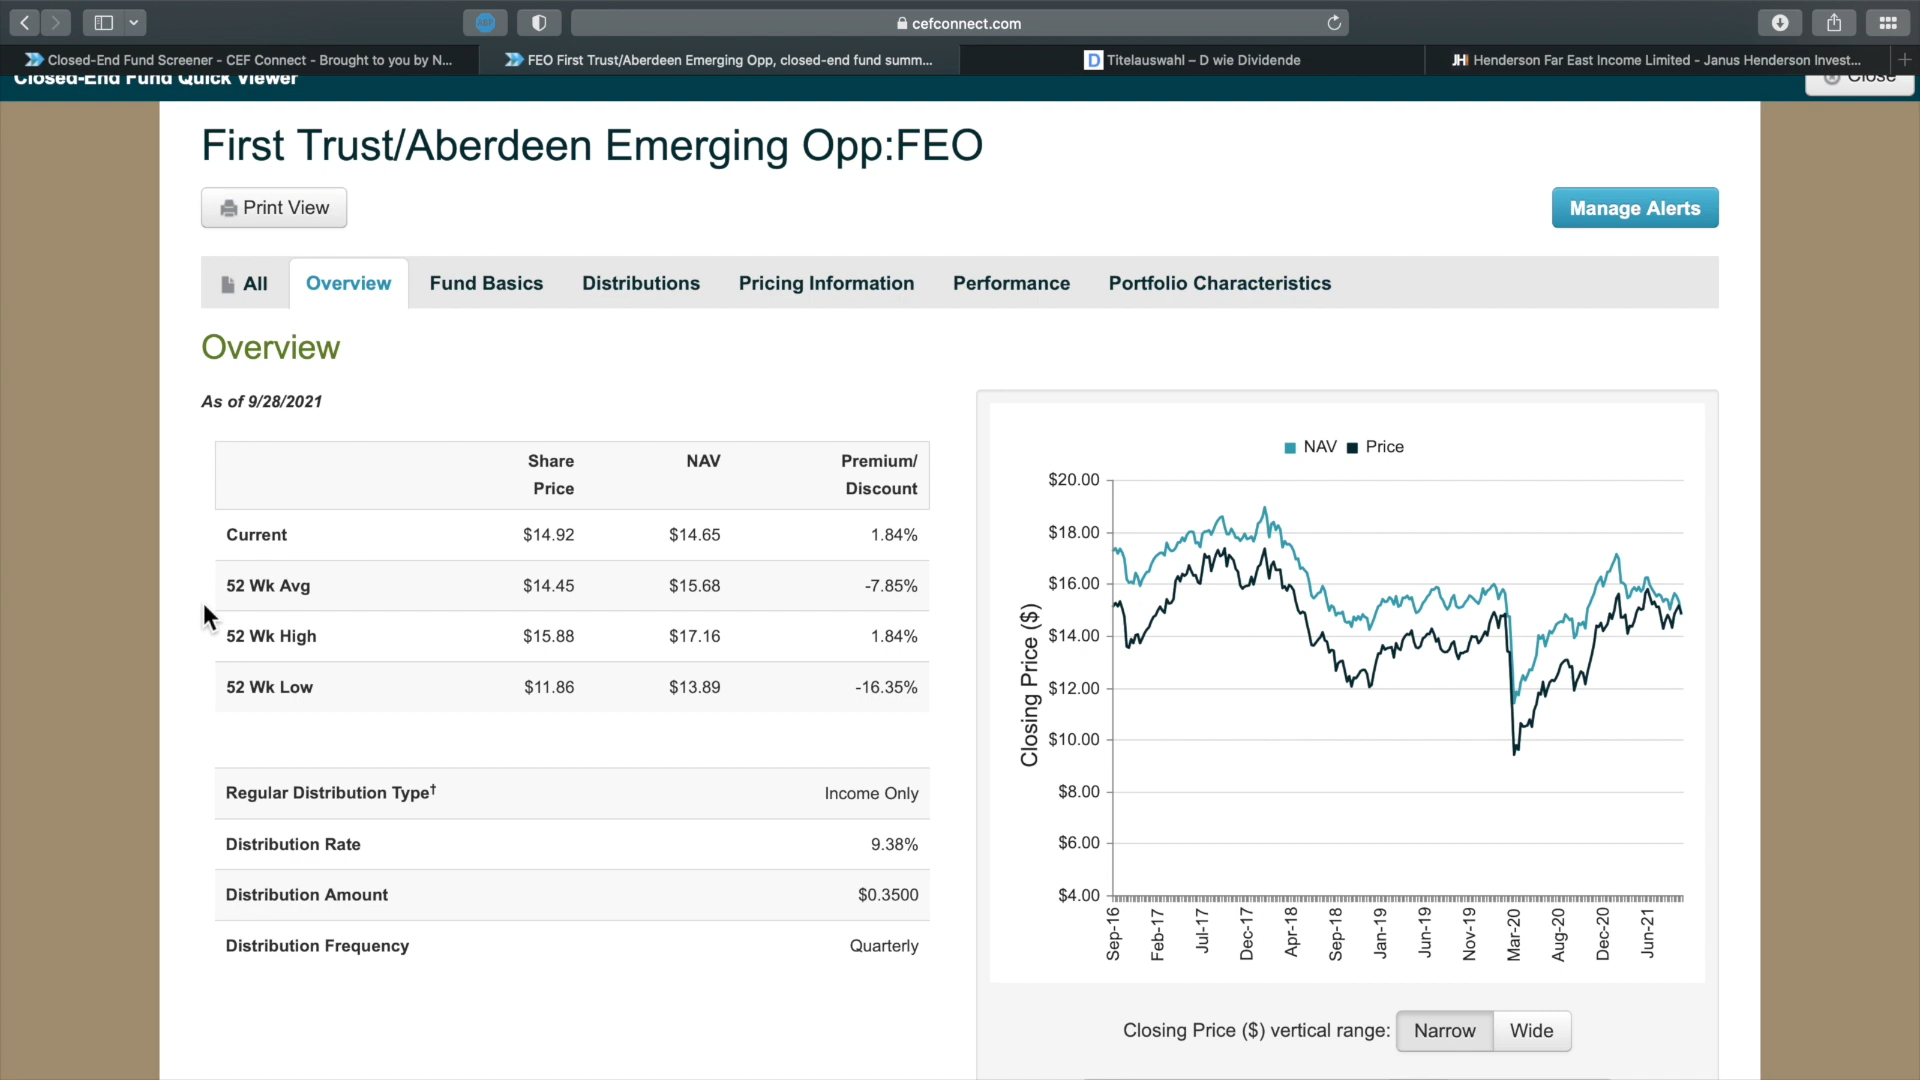 cefconnect.com
Closed-End Fund Screener - CEF Connect - Brought to you by N...
FEO First Trust/Aberdeen Emerging Opp, closed-end fund summ...
Titelauswahl – D wie Dividende
Henderson Far East Income Limited - Janus Henderson Invest...
Closed-End Fund Quick Viewer
Close
First Trust/Aberdeen Emerging Opp:FEO
Print View
Manage Alerts
All Overview Fund Basics Distributions Pricing Information Performance Portfolio Characteristics
Overview
As of 9/28/2021
Share Price NAV Premium/ Discount
Current $14.92 $14.65 1.84%
52 Wk Avg $14.45 $15.68 -7.85%
52 Wk High $15.88 $17.16 1.84%
52 Wk Low $11.86 $13.89 -16.35%
Regular Distribution Type† Income Only
Distribution Rate 9.38%
Distribution Amount $0.3500
Distribution Frequency Quarterly
NAV Price
Closing Price ($)
$20.00
$18.00
$16.00
$14.00
$12.00
$10.00
$8.00
$6.00
$4.00
Sep-16 Feb-17 Jul-17 Dec-17 Apr-18 Sep-18 Jan-19 Jun-19 Nov-19 Mar-20 Aug-20 Dec-20 Jun-21
Closing Price ($) vertical range: Narrow Wide